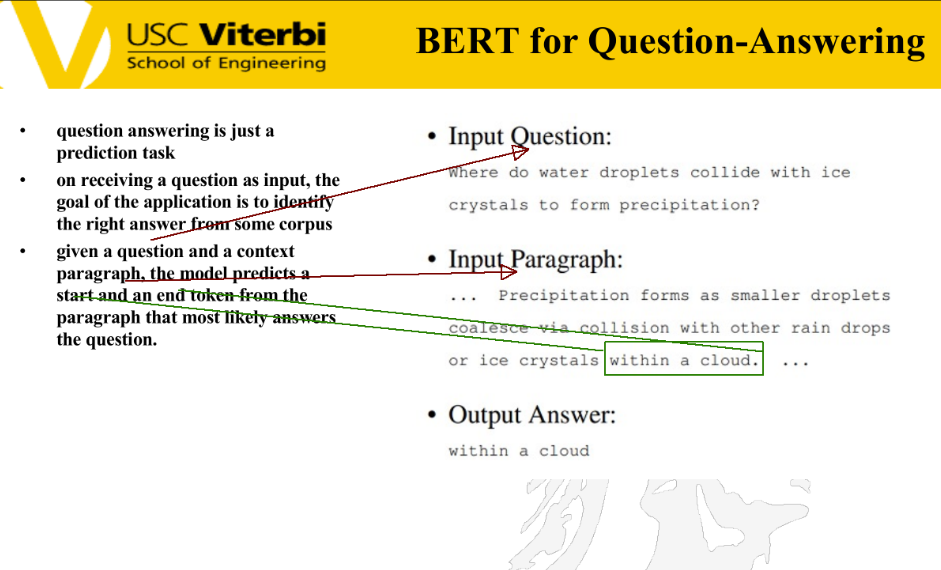 USC Viterbi
School of Engineering
BERT for Question-Answering
• question answering is just a
prediction task
• on receiving a question as input, the
goal of the application is to identify
the right answer from some corpus
• given a question and a context
paragraph, the model predicts a
start and an end token from the
paragraph that most likely answers
the question.
• Input Question:
Where do water droplets collide with ice
crystals to form precipitation?
• Input Paragraph:
... Precipitation forms as smaller droplets
coalesce via collision with other rain drops
or ice crystals within a cloud. ...
• Output Answer:
within a cloud